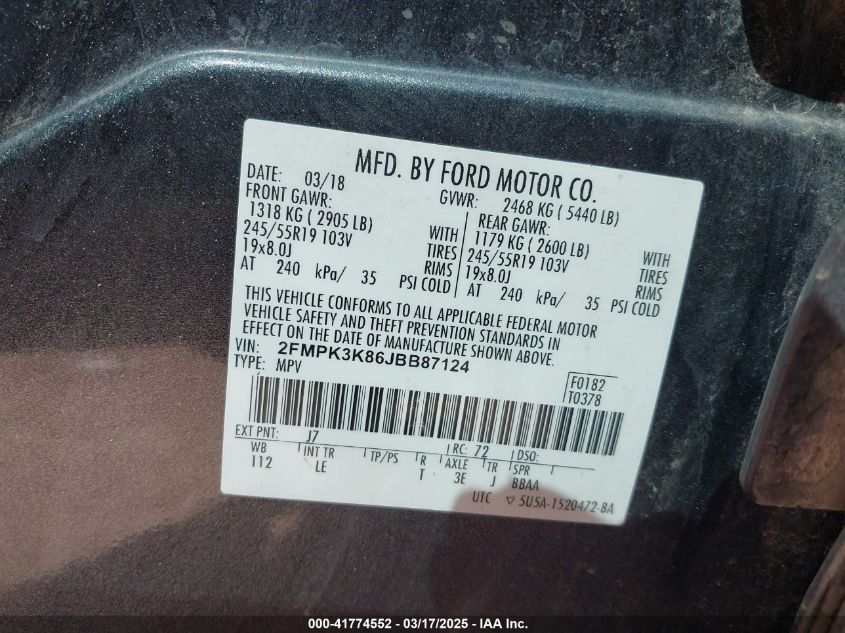 MFD. BY FORD MOTOR CO.
DATE: 03/18 GVWR: 2468 KG ( 5440 LB)
FRONT GAWR: REAR GAWR:
1318 KG ( 2905 LB) WITH 1179 KG ( 2600 LB) WITH
245/55R19 103V TIRES 245/55R19 103V TIRES
19x8.0J RIMS 19x8.0J RIMS
AT 240 kPa/ 35 PSI COLD AT 240 kPa/ 35 PSI COLD
THIS VEHICLE CONFORMS TO ALL APPLICABLE FEDERAL MOTOR
VEHICLE SAFETY AND THEFT PREVENTION STANDARDS IN
EFFECT ON THE DATE OF MANUFACTURE SHOWN ABOVE.
VIN: 2FMPK3K86JBB87124
TYPE: MPV
F0182
T0378
EXT PNT: J7 RC: 72 DSO:
WB INT TR TP/PS R AXLE TR SPR
112 LE T 3E J BBAA
UTC ▽ 5U5A-1520472-BA
000-41774552 / 03/17/2025 - IAA Inc.